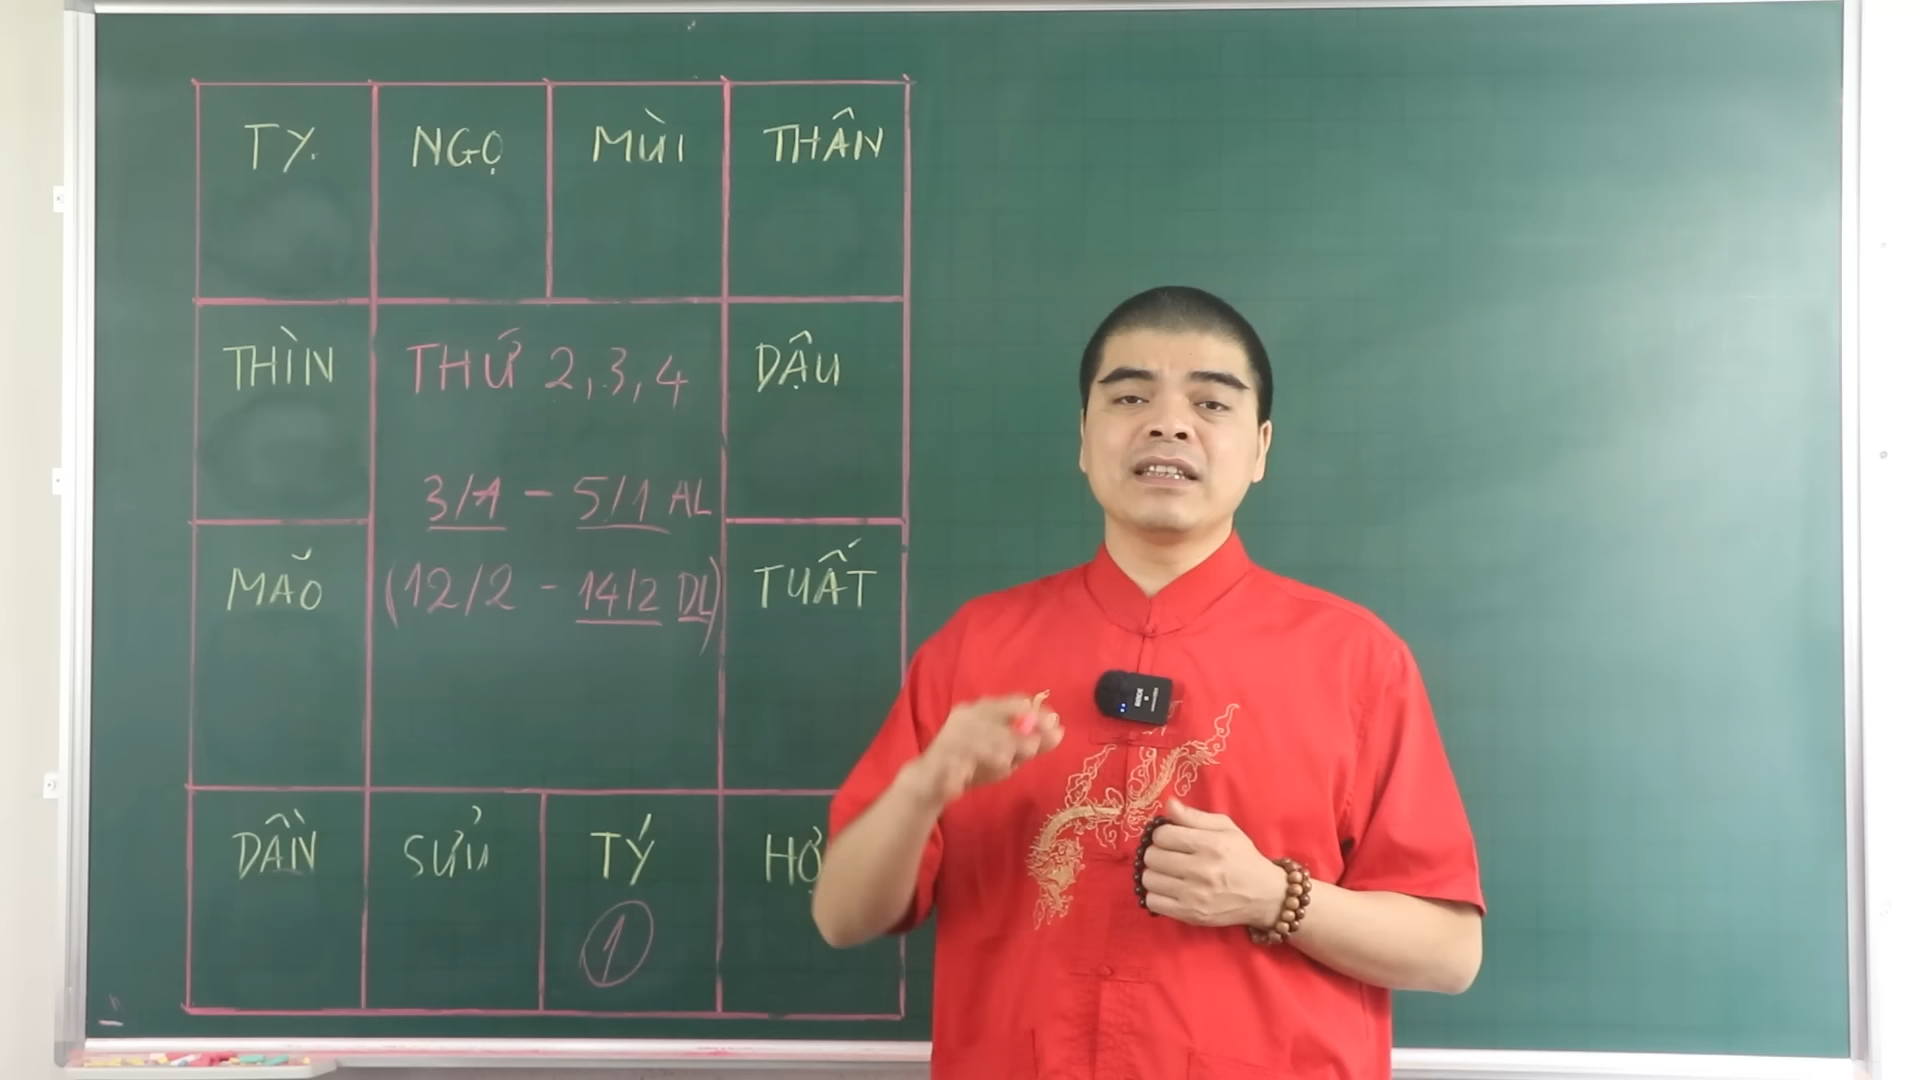 TỴ
NGỌ
MÙI
THÂN
THÌN
THỨ 2,3,4
DẬU
3/1 - 5/1 AL
MÃO
(12/2 - 14/2 DL)
TUẤT
DẦN
SỬU
TÝ
1